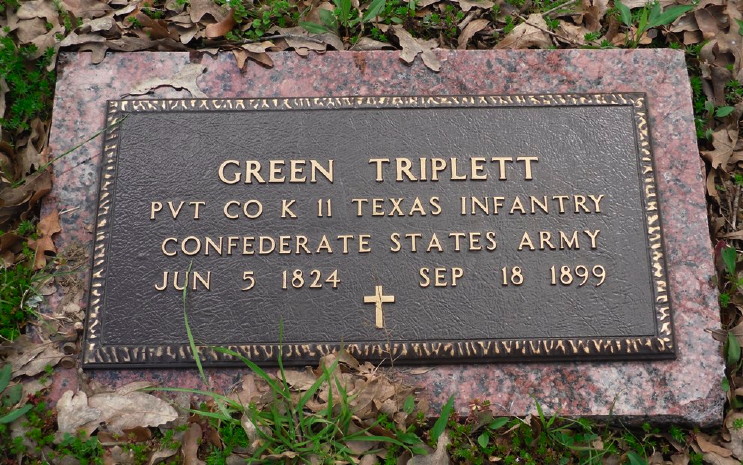 GREEN TRIPLETT
PVT CO K 11 TEXAS INFANTRY
CONFEDERATE STATES ARMY
JUN 5 1824 SEP 18 1899